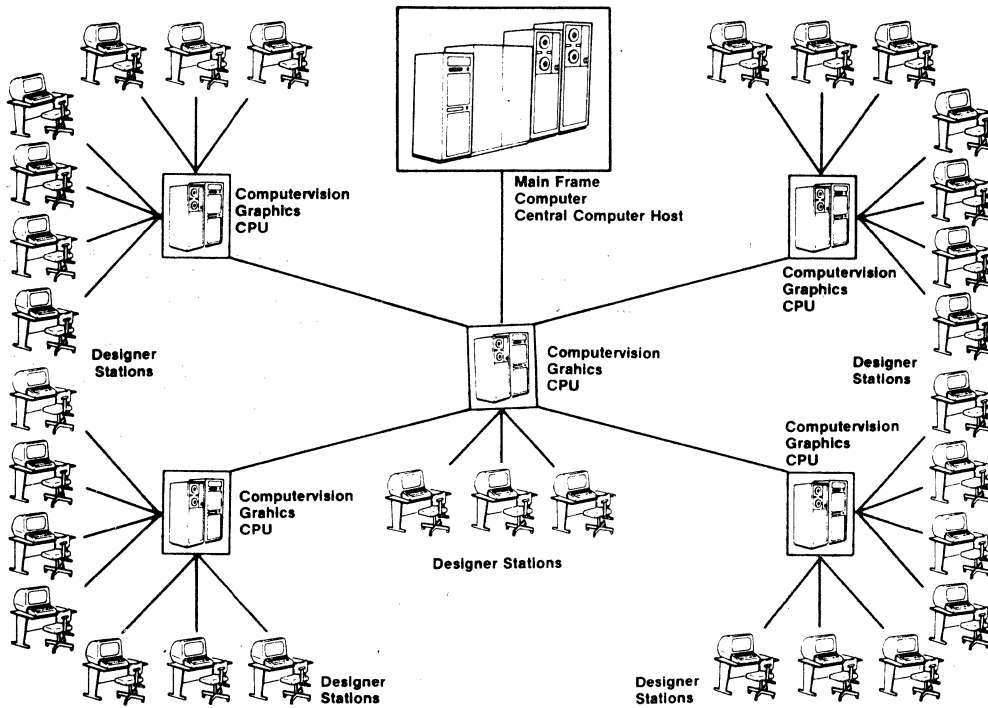 Main Frame
Computer
Central Computer Host
Computervision
Graphics
CPU
Computervision
Graphics
CPU
Designer
Stations
Computervision
Grahics
CPU
Designer
Stations
Computervision
Graphics
CPU
Computervision
Grahics
CPU
Designer Stations
Designer
Stations
Designer
Stations